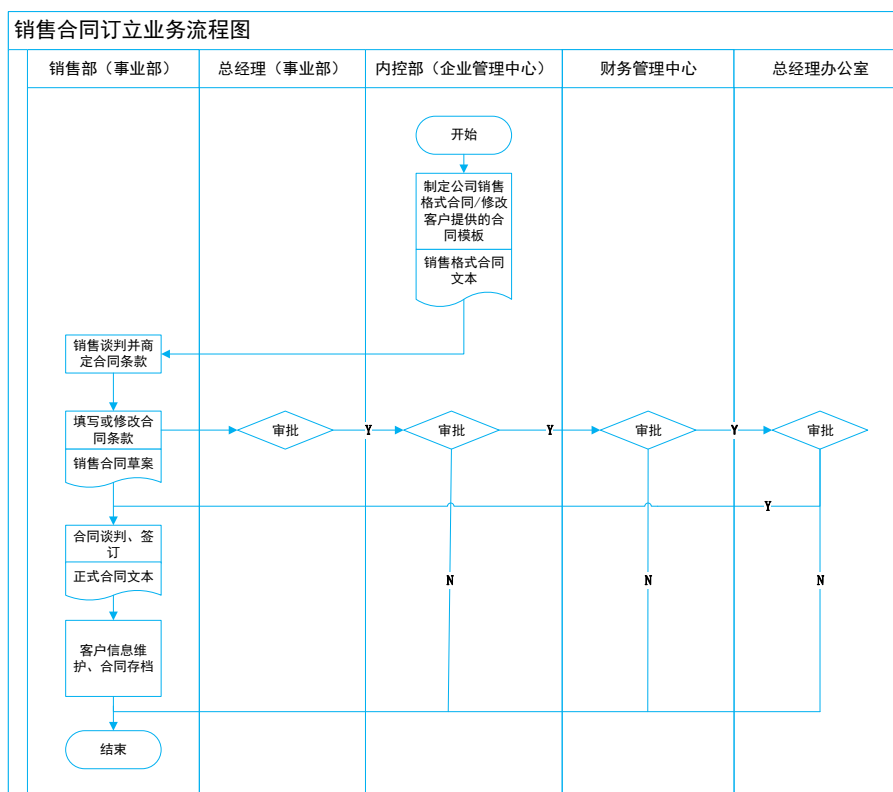 销售合同订立业务流程图
销售部（事业部）
总经理（事业部）
内控部（企业管理中心）
财务管理中心
总经理办公室
开始
制定公司销售
格式合同/修改
客户提供的合
同模板
销售格式合同
文本
销售谈判并商
定合同条款
填写或修改合
同条款
销售合同草案
审批
Y
审批
Y
审批
Y
审批
Y
合同谈判、签
订
正式合同文本
N
N
N
客户信息维
护、合同存档
结束